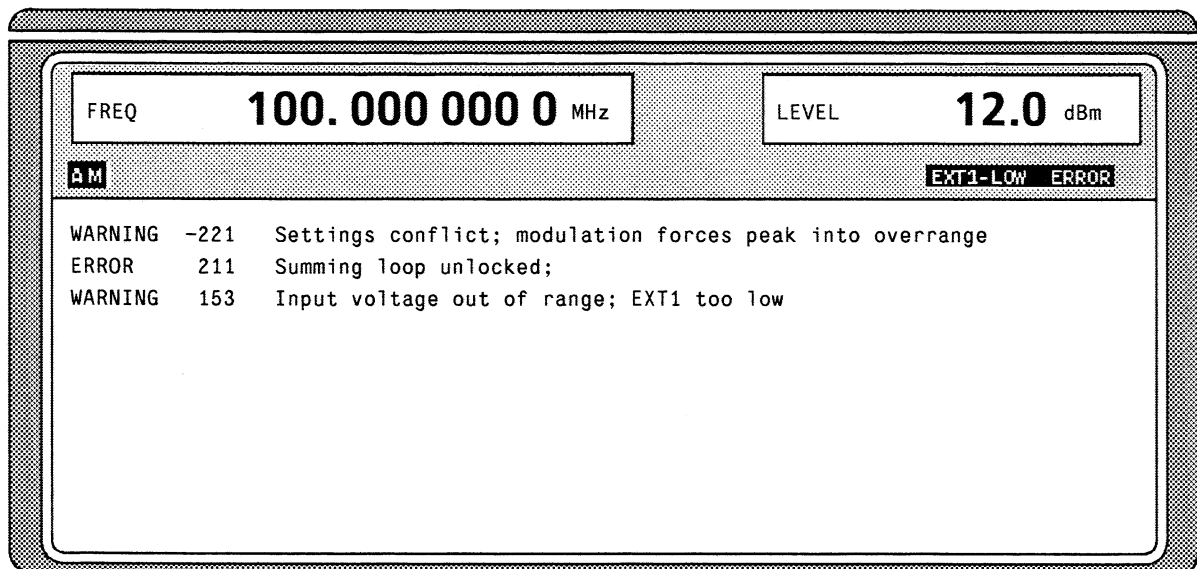 FREQ 100. 000 000 0 MHz LEVEL 12.0 dBm
AM EXT1-LOW ERROR
WARNING -221 Settings conflict; modulation forces peak into overrange
ERROR 211 Summing loop unlocked;
WARNING 153 Input voltage out of range; EXT1 too low